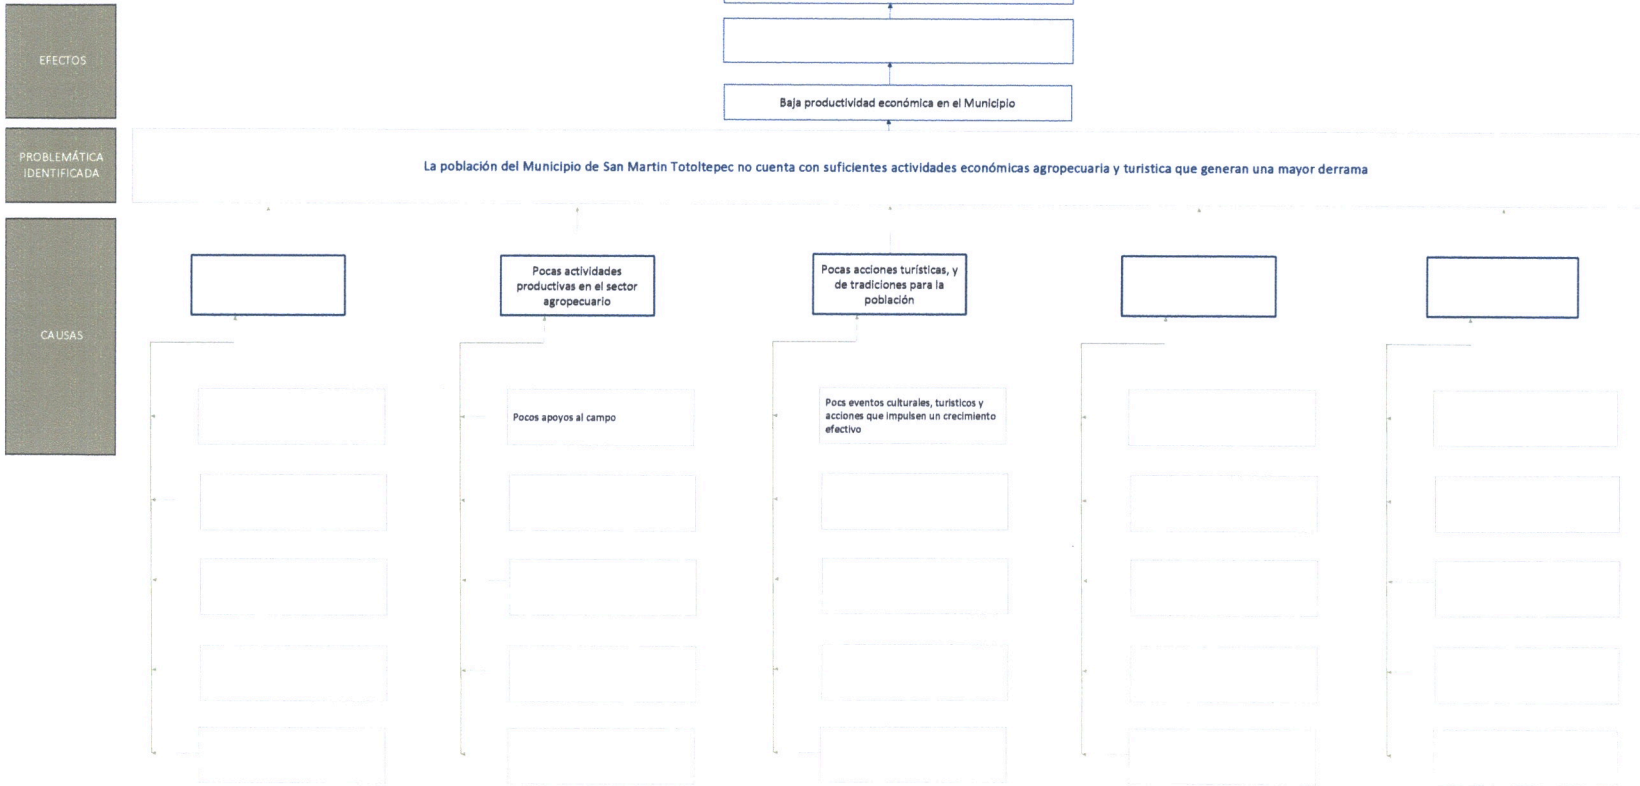 EFECTOS
Baja productividad económica en el Municipio
PROBLEMÁTICA
IDENTIFICADA
La población del Municipio de San Martin Totoltepec no cuenta con suficientes actividades económicas agropecuaria y turistica que generan una mayor derrama
CAUSAS
Pocas actividades
productivas en el sector
agropecuario
Pocas acciones turísticas, y
de tradiciones para la
población
Pocos apoyos al campo
Pocs eventos culturales, turisticos y
acciones que impulsen un crecimiento
efectivo